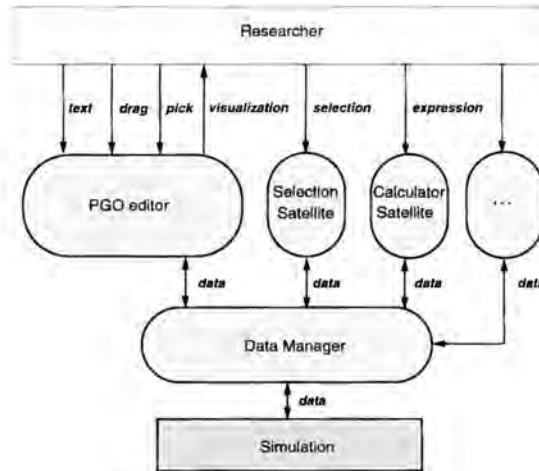 Researcher
text
drag
pick
visualization
selection
expression
PGO editor
Selection
Satellite
Calculator
Satellite
...
data
data
data
data
Data Manager
data
Simulation